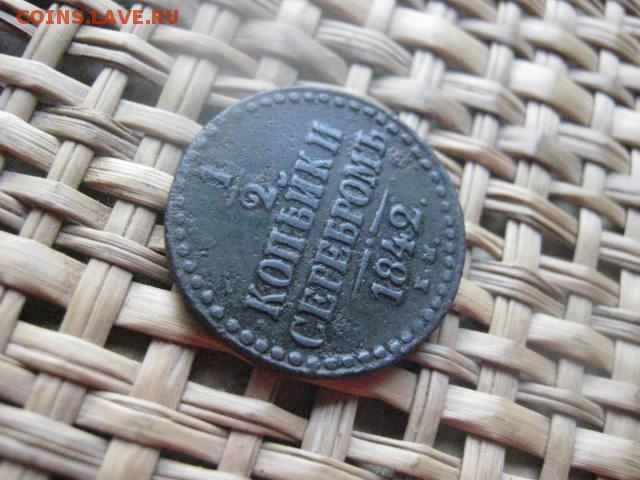 COINS.LAVE.RU
1
2
КОПѢЙКИ
СЕРЕБРОМЪ
1842.